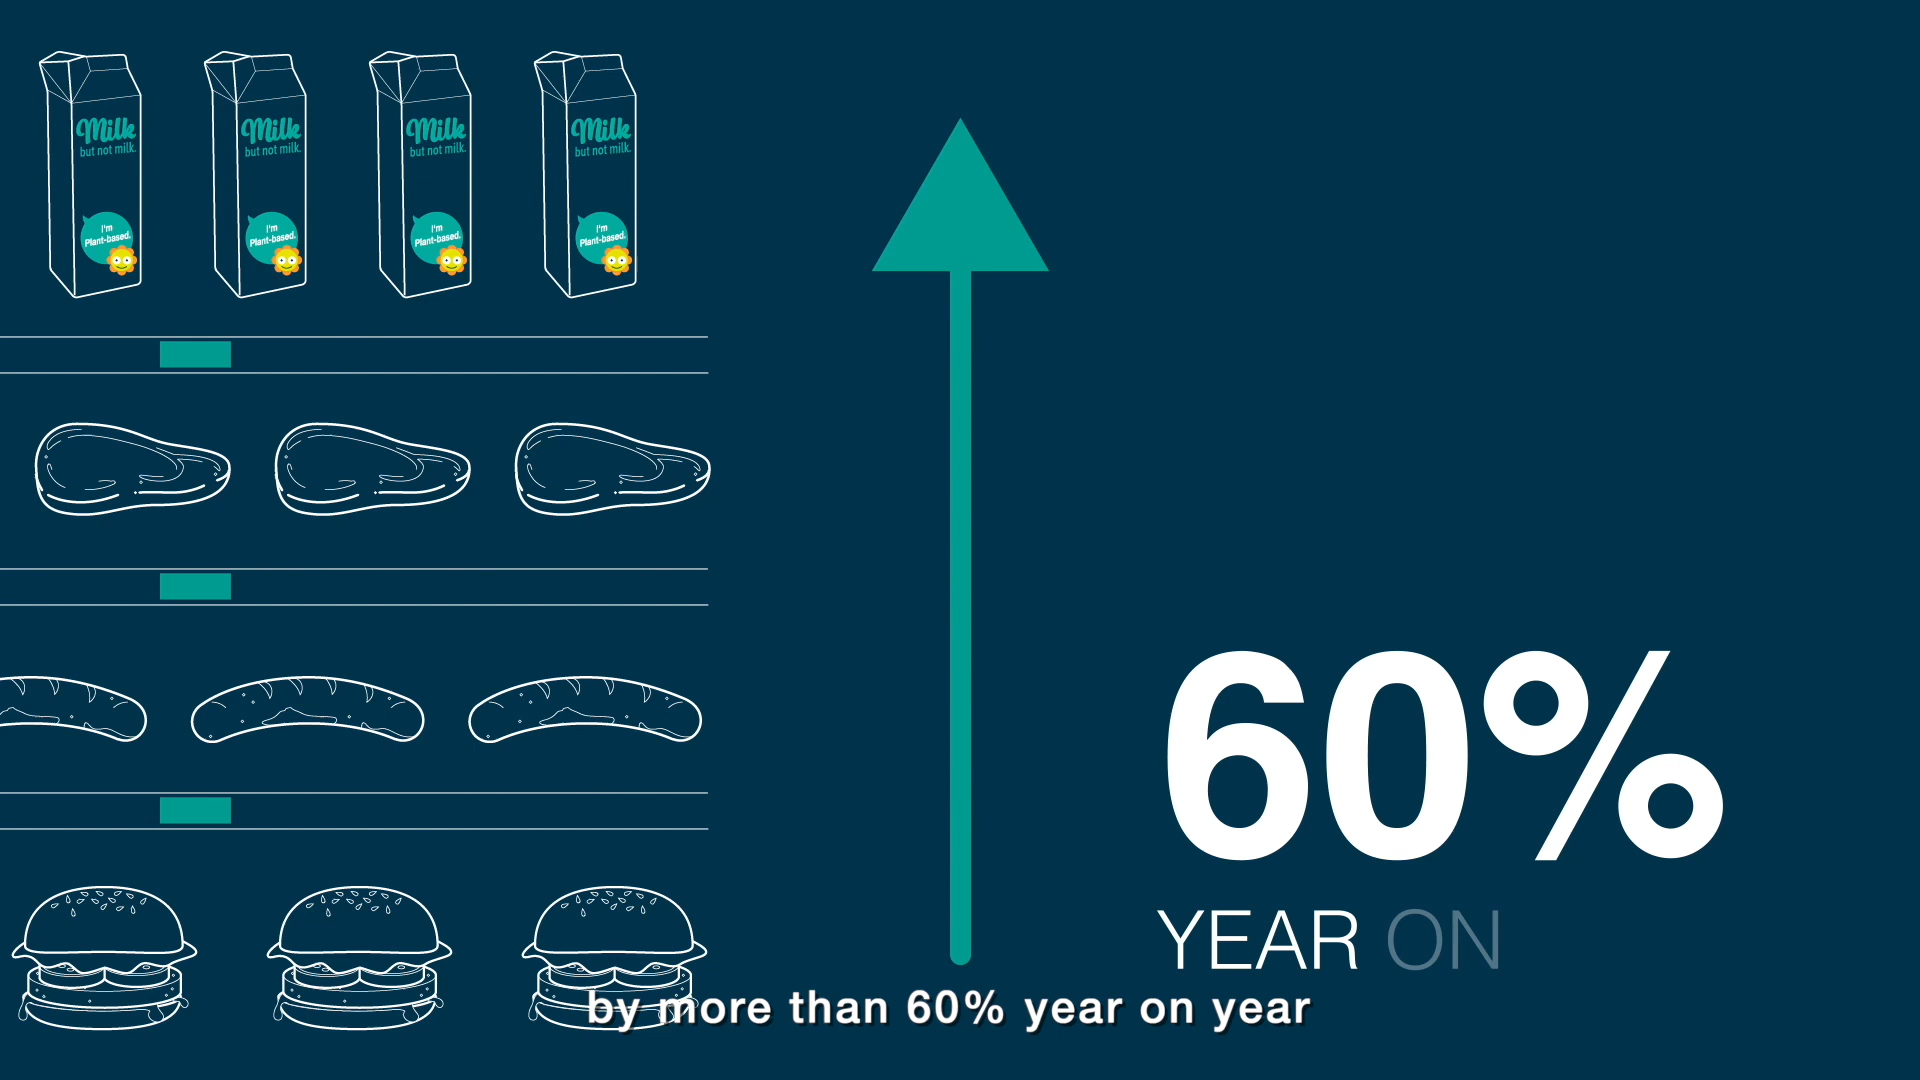 Milk
but not milk.
I'm
Plant-based.
Milk
but not milk.
I'm
Plant-based.
Milk
but not milk.
I'm
Plant-based.
Milk
but not milk.
I'm
Plant-based.
60%
YEAR ON
by more than 60% year on year